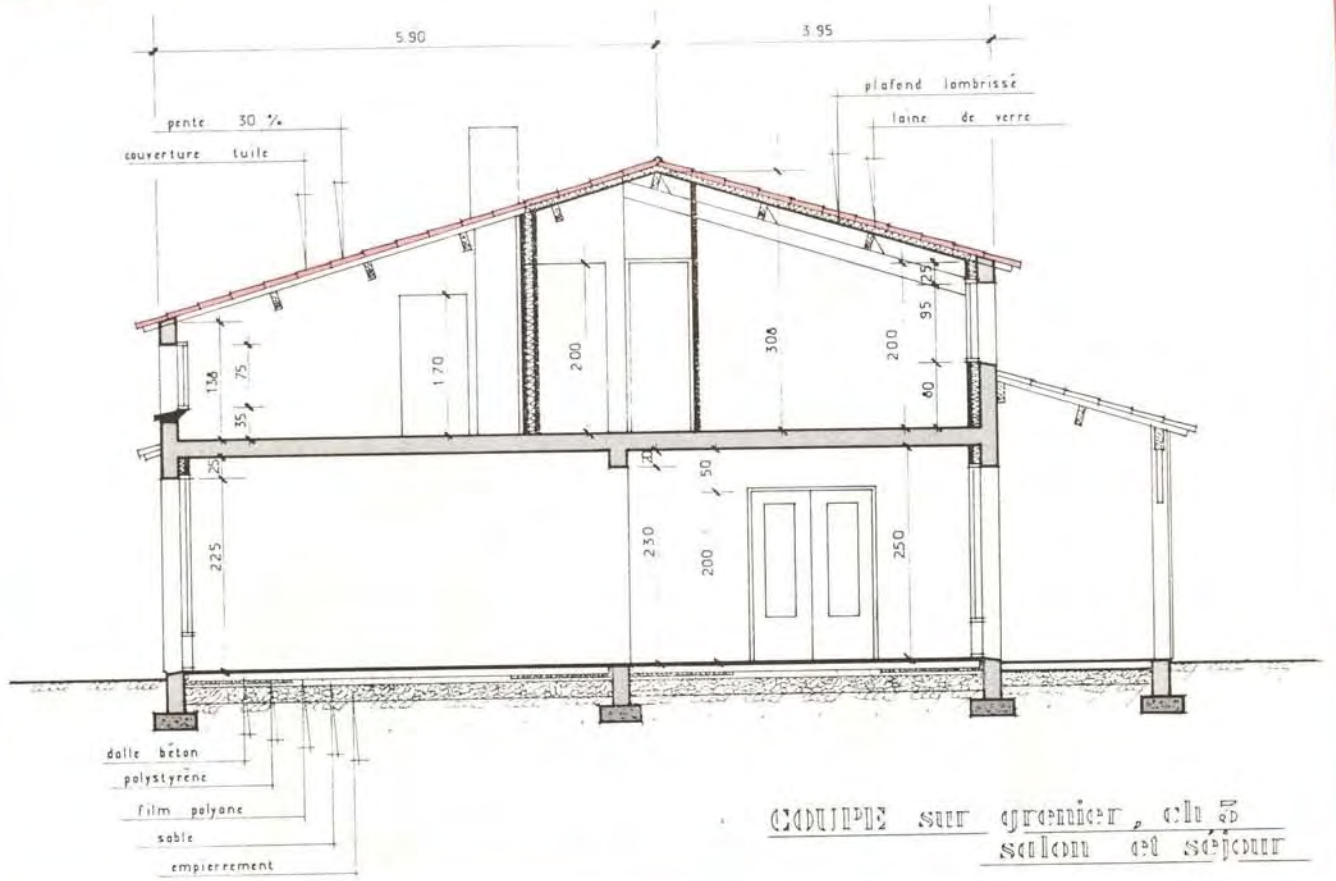 5.90
3.95
plafond lambrissé
laine de verre
pente 30 %
couverture tuile
25
95
200
80
308
200
170
138
75
35
25
225
20
50
230
200
250
dalle béton
polystyrène
film polyane
sable
empierrement
COUPE sur grenier, ch 3
salon et séjour